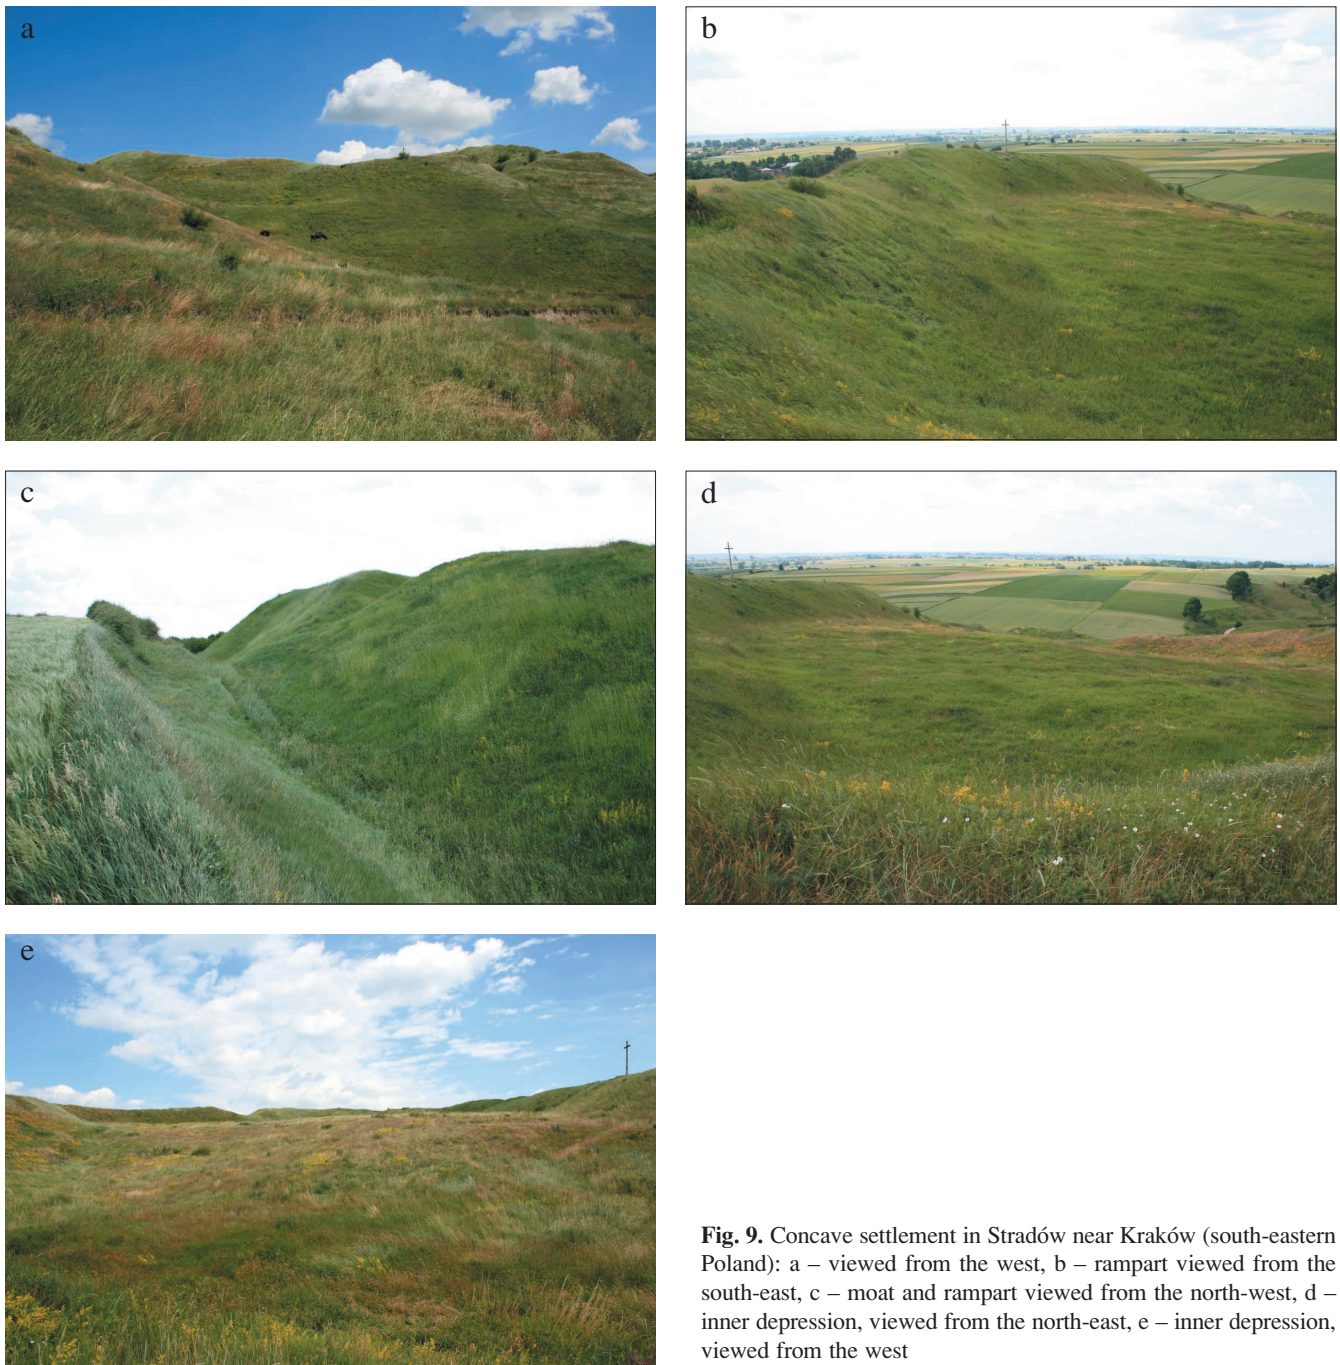 a
b
c
d
e
Fig. 9. Concave settlement in Stradów near Kraków (south-eastern
Poland): a – viewed from the west, b – rampart viewed from the
south-east, c – moat and rampart viewed from the north-west, d –
inner depression, viewed from the north-east, e – inner depression,
viewed from the west